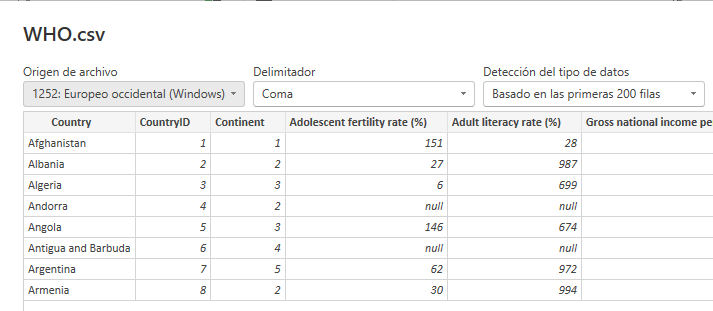 WHO.csv
Origen de archivo Delimitador Detección del tipo de datos
1252: Europeo occidental (Windows) Coma Basado en las primeras 200 filas
Country CountryID Continent Adolescent fertility rate (%) Adult literacy rate (%) Gross national income pe
Afghanistan 1 1 151 28
Albania 2 2 27 987
Algeria 3 3 6 699
Andorra 4 2 null null
Angola 5 3 146 674
Antigua and Barbuda 6 4 null null
Argentina 7 5 62 972
Armenia 8 2 30 994